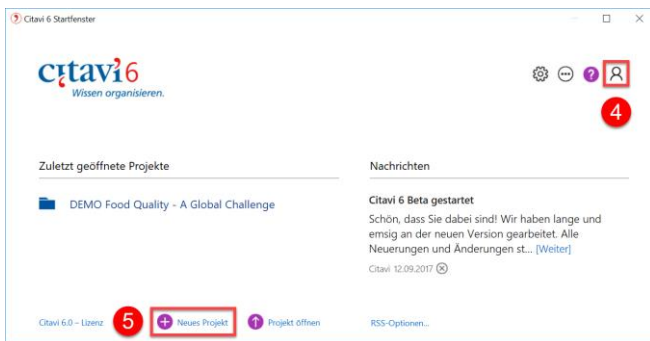 Citavi 6 Startfenster
citavi 6
Wissen organisieren.
?
4
Zuletzt geöffnete Projekte
DEMO Food Quality - A Global Challenge
Nachrichten
Citavi 6 Beta gestartet
Schön, dass Sie dabei sind! Wir haben lange und
emsig an der neuen Version gearbeitet. Alle
Neuerungen und Änderungen st... [Weiter]
Citavi 12.09.2017
Citavi 6.0 – Lizenz
5
Neues Projekt
Projekt öffnen
RSS-Optionen...